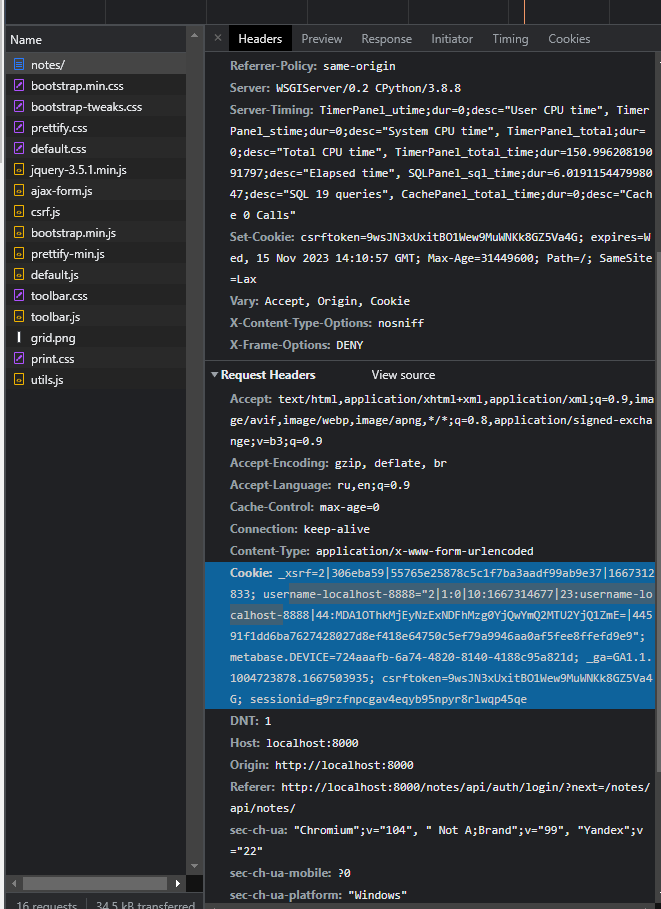 Name
notes/
bootstrap.min.css
bootstrap-tweaks.css
prettify.css
default.css
jquery-3.5.1.min.js
ajax-form.js
csrf.js
bootstrap.min.js
prettify-min.js
default.js
toolbar.css
toolbar.js
grid.png
print.css
utils.js
16 requests
34.5 kB transferred
× Headers Preview Response Initiator Timing Cookies
Referrer-Policy: same-origin
Server: WSGIServer/0.2 CPython/3.8.8
Server-Timing: TimerPanel_utime;dur=0;desc="User CPU time", Timer
Panel_stime;dur=0;desc="System CPU time", TimerPanel_total;dur=
0;desc="Total CPU time", TimerPanel_total_time;dur=150.996208190
91797;desc="Elapsed time", SQLPanel_sql_time;dur=6.0191154479980
47;desc="SQL 19 queries", CachePanel_total_time;dur=0;desc="Cach
e 0 Calls"
Set-Cookie: csrftoken=9wsJN3xUxitBO1Wew9MuWNKk8GZ5Va4G; expires=W
ed, 15 Nov 2023 14:10:57 GMT; Max-Age=31449600; Path=/; SameSite
=Lax
Vary: Accept, Origin, Cookie
X-Content-Type-Options: nosniff
X-Frame-Options: DENY
Request Headers View source
Accept: text/html,application/xhtml+xml,application/xml;q=0.9,ima
ge/avif,image/webp,image/apng,*/*;q=0.8,application/signed-excha
nge;v=b3;q=0.9
Accept-Encoding: gzip, deflate, br
Accept-Language: ru,en;q=0.9
Cache-Control: max-age=0
Connection: keep-alive
Content-Type: application/x-www-form-urlencoded
Cookie: _xsrf=2|306eba59|55765e25878c5c1f7ba3aadf99ab9e37|1667312
833; username-localhost-8888="2|1:0|10:1667314677|23:username-lo
calhost-8888|44:MDA1OThkMjEyNzExNDFhMzg0YjQwYmQ2MTU2YjQ1ZmE=|445
91f1dd6ba7627428027d8ef418e64750c5ef79a9946aa0af5fee8ffefd9e9";
metabase.DEVICE=724aaafb-6a74-4820-8140-4188c95a821d; _ga=GA1.1.
1004723878.1667503935; csrftoken=9wsJN3xUxitBO1Wew9MuWNKk8GZ5Va4
G; sessionid=g9rzfnpcgav4eqyb95npyr8rlwqp45qe
DNT: 1
Host: localhost:8000
Origin: http://localhost:8000
Referer: http://localhost:8000/notes/api/auth/login/?next=/notes/
api/notes/
sec-ch-ua: "Chromium";v="104", " Not A;Brand";v="99", "Yandex";v
="22"
sec-ch-ua-mobile: ?0
sec-ch-ua-platform: "Windows"